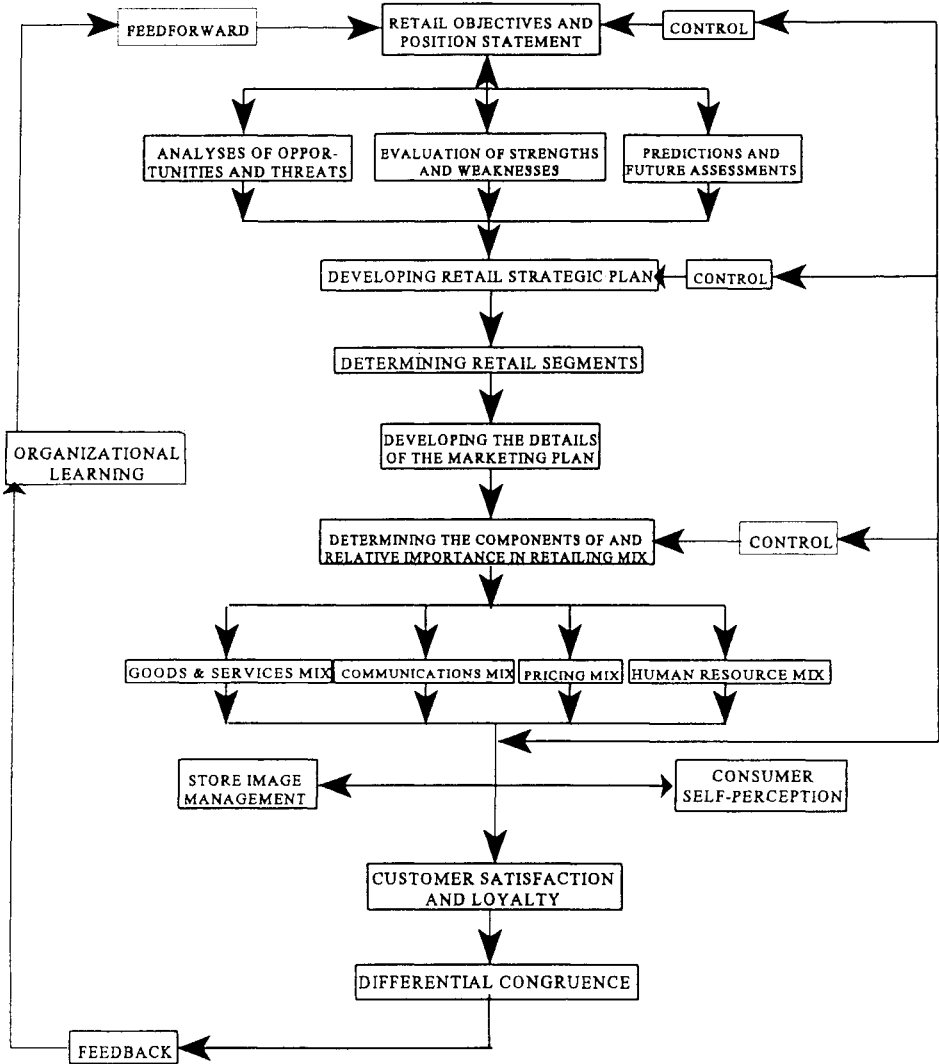 FEEDFORWARD
RETAIL OBJECTIVES AND
POSITION STATEMENT
CONTROL
ANALYSES OF OPPOR-
TUNITIES AND THREATS
EVALUATION OF STRENGTHS
AND WEAKNESSES
PREDICTIONS AND
FUTURE ASSESSMENTS
DEVELOPING RETAIL STRATEGIC PLAN
CONTROL
DETERMINING RETAIL SEGMENTS
DEVELOPING THE DETAILS
OF THE MARKETING PLAN
ORGANIZATIONAL
LEARNING
DETERMINING THE COMPONENTS OF AND
RELATIVE IMPORTANCE IN RETAILING MIX
CONTROL
GOODS & SERVICES MIX
COMMUNICATIONS MIX
PRICING MIX
HUMAN RESOURCE MIX
STORE IMAGE
MANAGEMENT
CONSUMER
SELF-PERCEPTION
CUSTOMER SATISFACTION
AND LOYALTY
DIFFERENTIAL CONGRUENCE
FEEDBACK